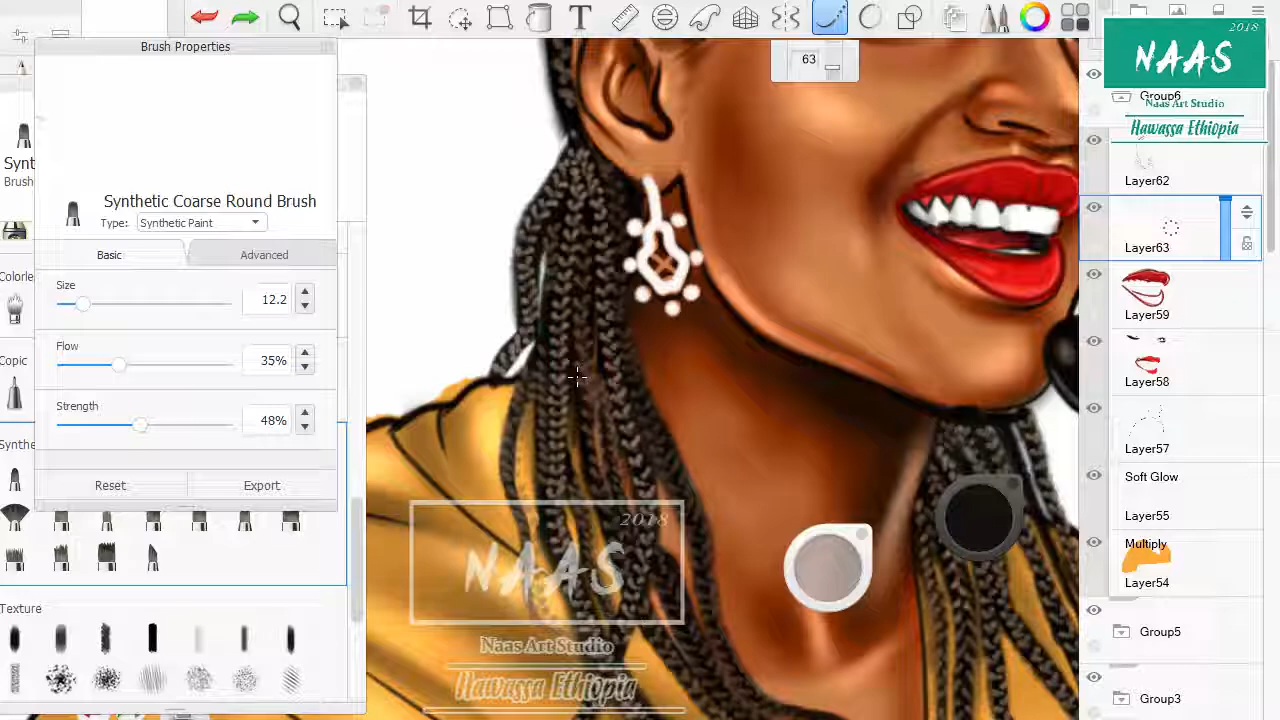 Brush Properties
Synthetic Coarse Round Brush
Type: Synthetic Paint
Basic
Advanced
Size
12.2
Flow
35%
Strength
48%
Reset
Export
Synt
Brush
Colorle
Copic
Synthe
Texture
63
2018
NAAS
Naas Art Studio
Hawassa Ethiopia
2018
NAAS
Naas Art Studio
Hawassa Ethiopia
Group6
Layer62
Layer63
Layer59
Layer58
Layer57
Soft Glow
Layer55
Multiply
Layer54
Group5
Group3